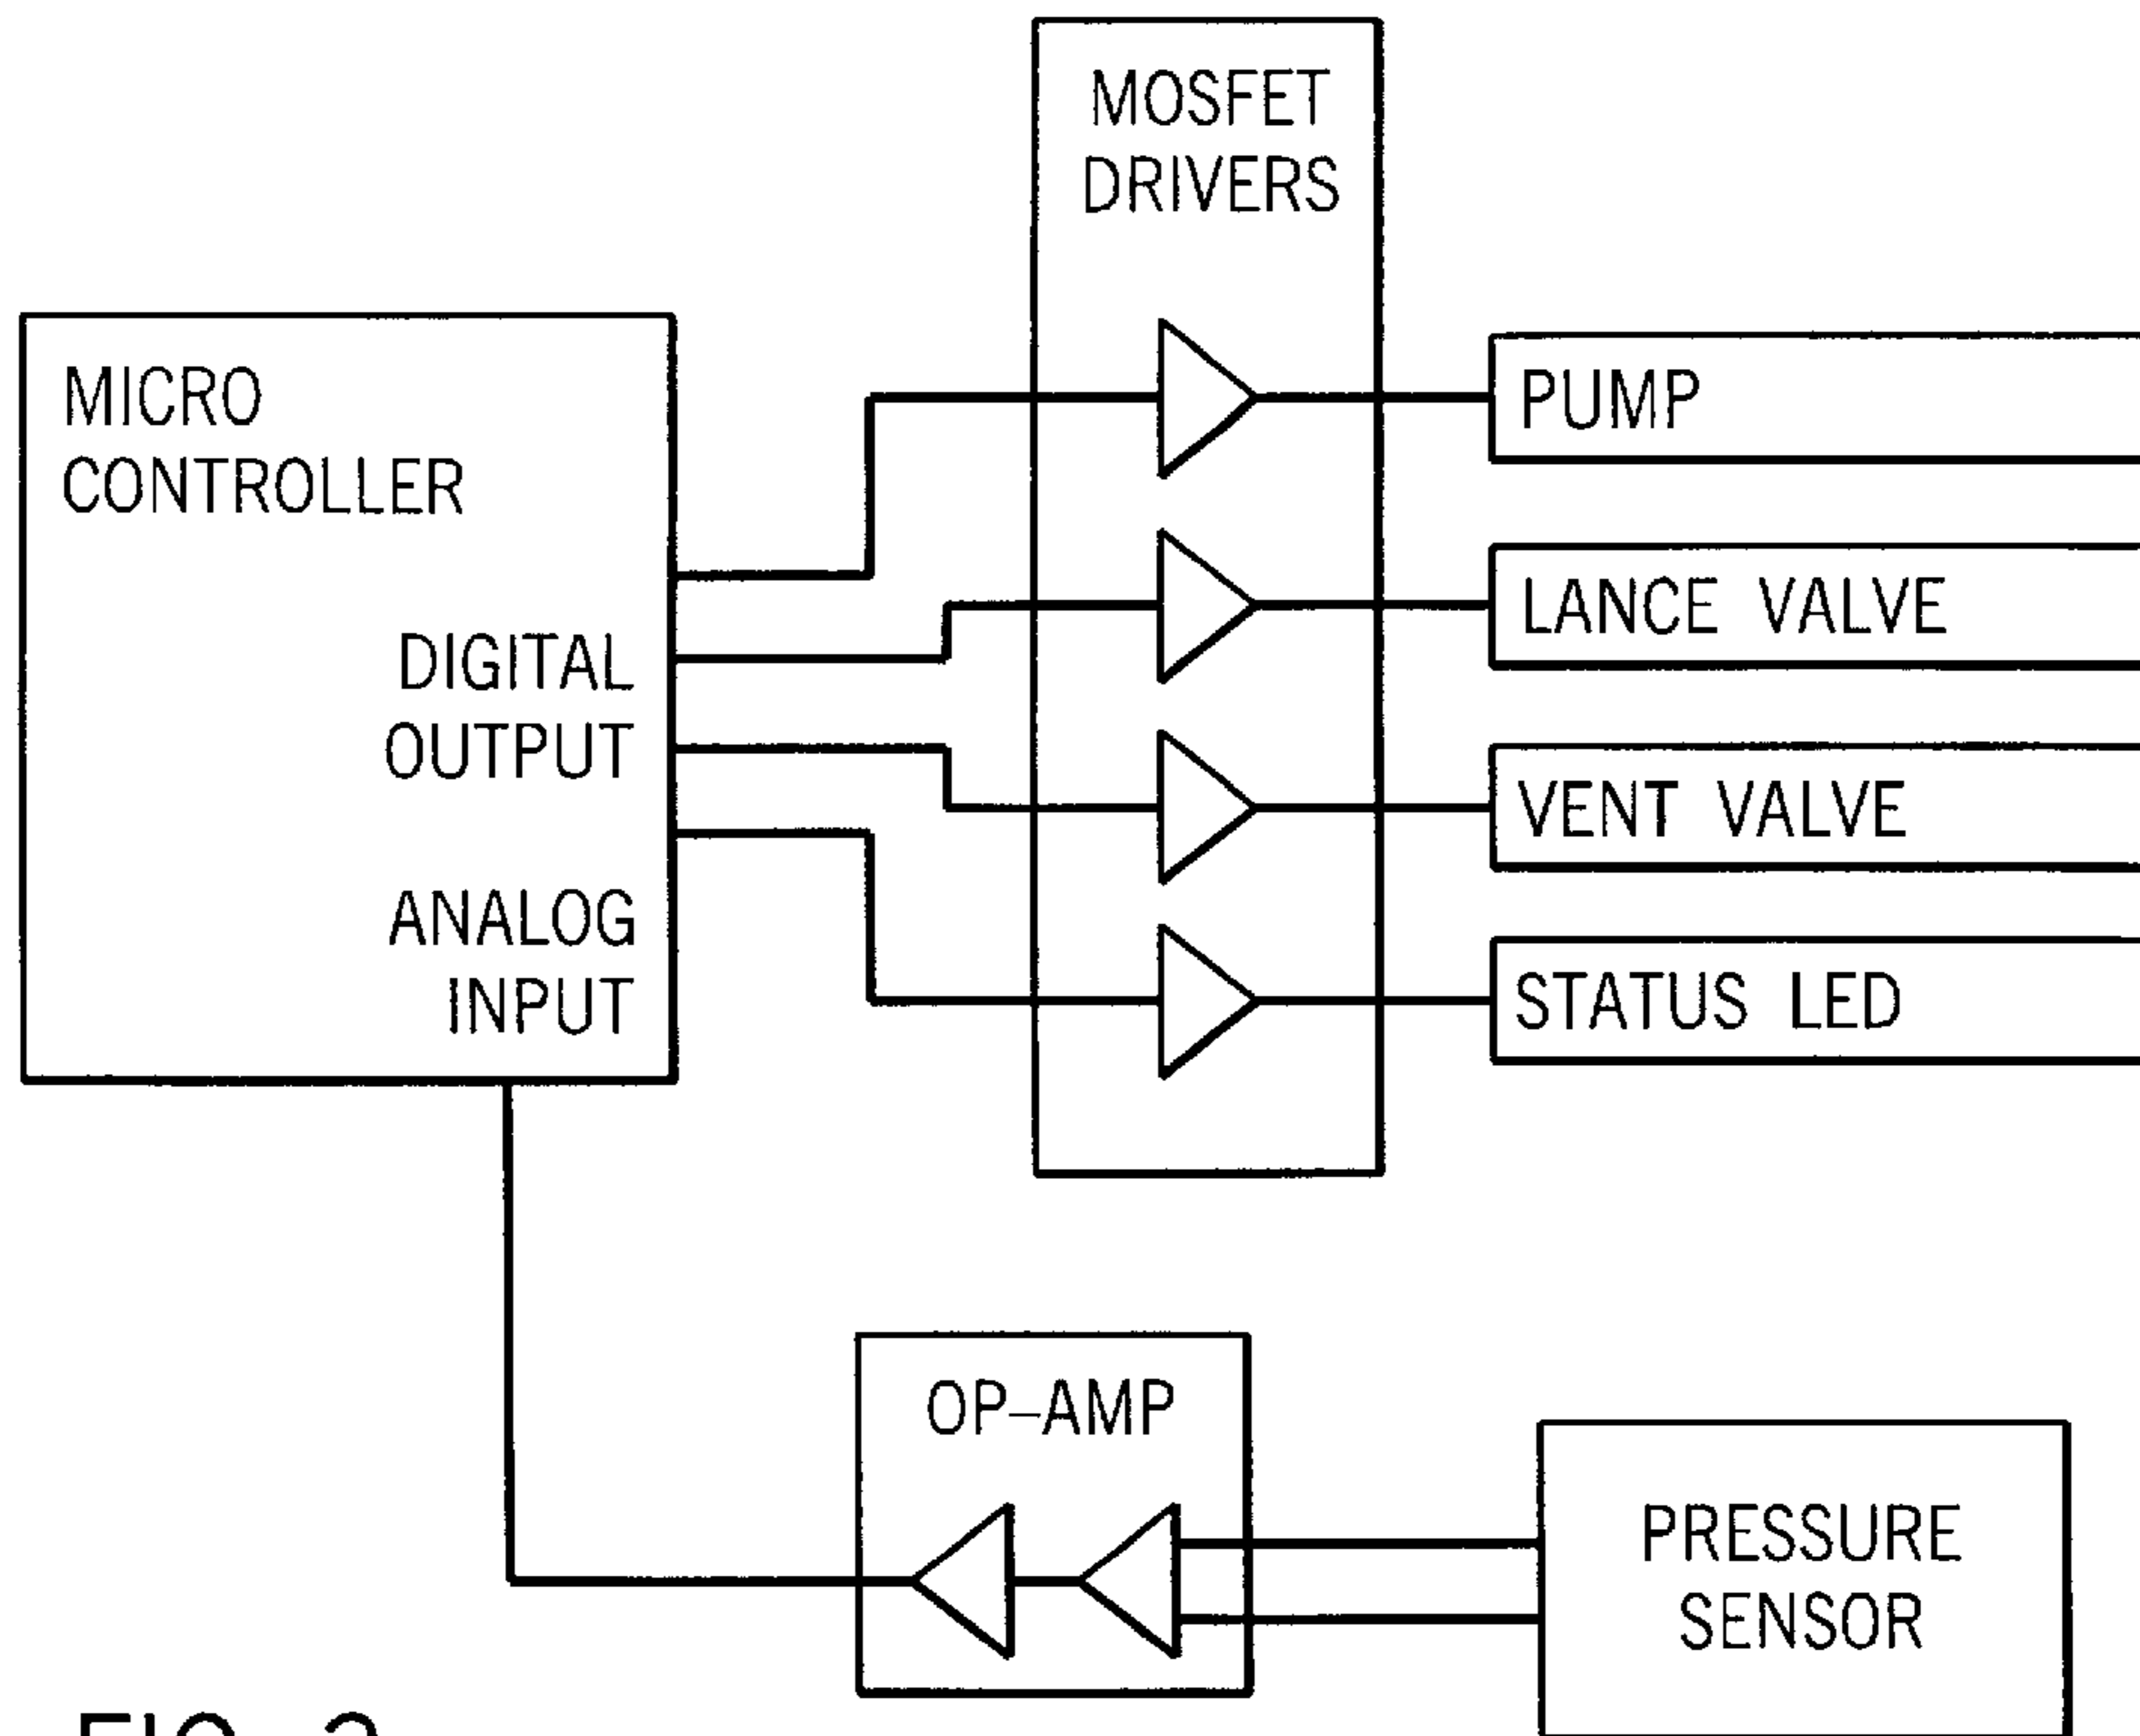 MOSFET
DRIVERS
MICRO
CONTROLLER
DIGITAL
OUTPUT
ANALOG
INPUT
PUMP
LANCE VALVE
VENT VALVE
STATUS LED
OP–AMP
PRESSURE
SENSOR